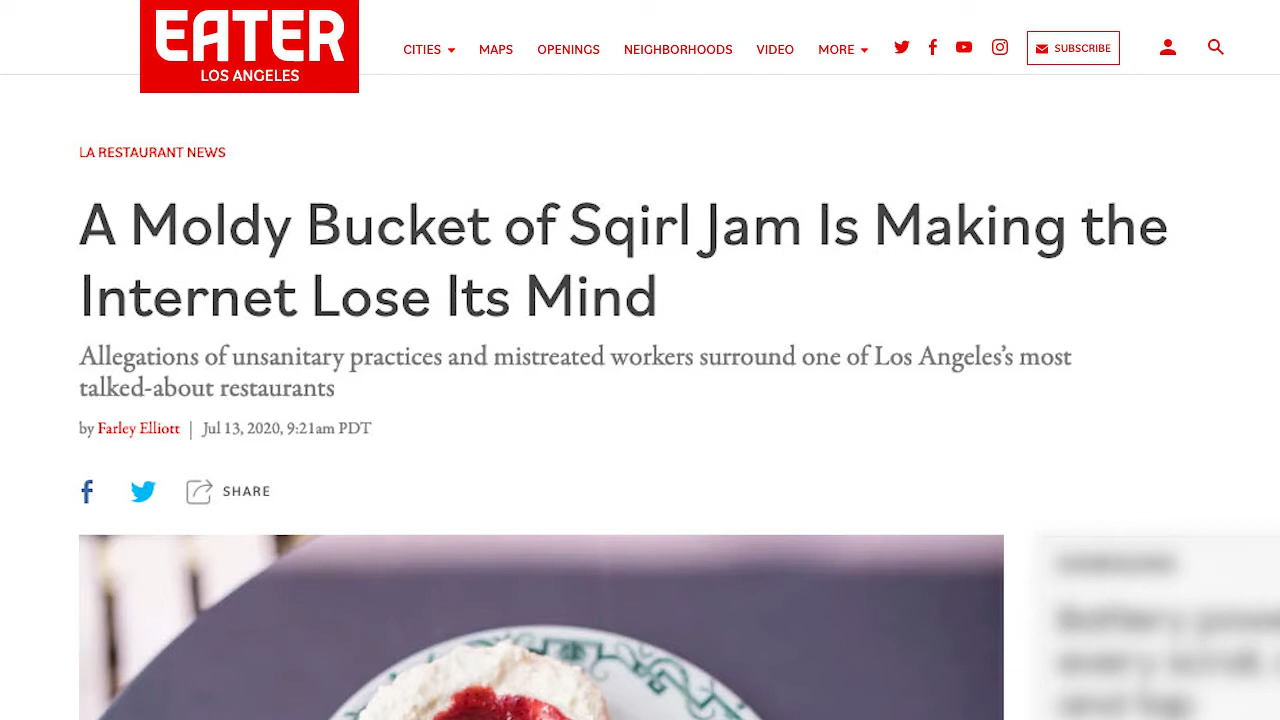 EATER
LOS ANGELES
CITIES
MAPS
OPENINGS
NEIGHBORHOODS
VIDEO
MORE
SUBSCRIBE
LA RESTAURANT NEWS
A Moldy Bucket of Sqirl Jam Is Making the
Internet Lose Its Mind
Allegations of unsanitary practices and mistreated workers surround one of Los Angeles's most
talked-about restaurants
by Farley Elliott | Jul 13, 2020, 9:21am PDT
SHARE